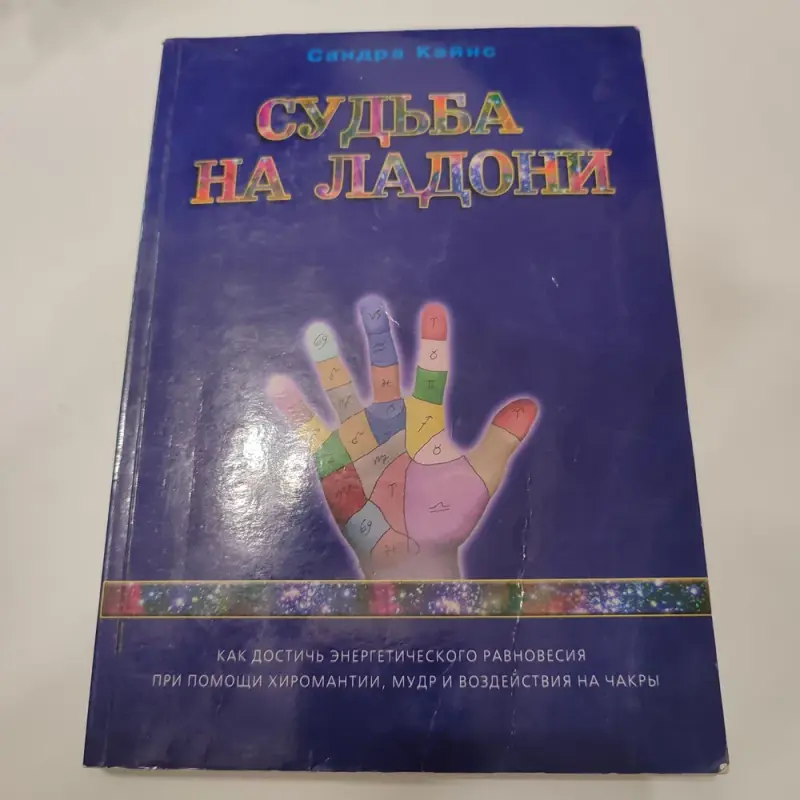 Сандра Кайнс
СУДЬБА
НА ЛАДОНИ
КАК ДОСТИЧЬ ЭНЕРГЕТИЧЕСКОГО РАВНОВЕСИЯ
ПРИ ПОМОЩИ ХИРОМАНТИИ, МУДР И ВОЗДЕЙСТВИЯ НА ЧАКРЫ